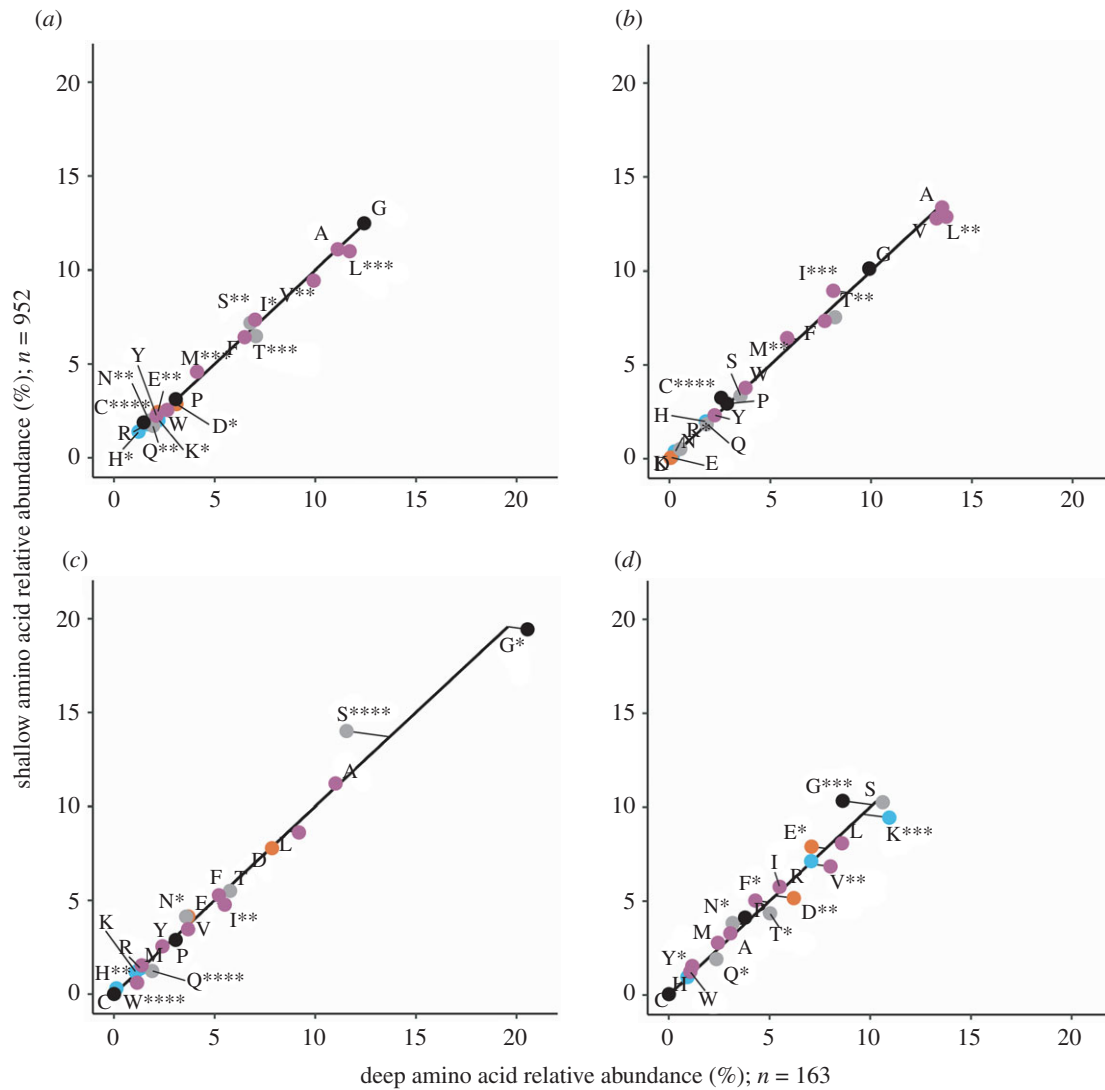 (a)
20
15
10
5
0
0 5 10 15 20
G
A
L***
V**
I*
S**
F
T***
M***
Y
N**
E**
C****
P
D*
W
R
H*
Q**
K*
(b)
20
15
10
5
0
0 5 10 15 20
A
V
L**
G
I***
T**
F
M**
S
W
C****
P
H
Y
R*
Q
N
K
D
E
(c)
20
15
10
5
0
0 5 10 15 20
G*
S****
A
L
D
T
F
N*
E
I**
V
K
Y
R
M
P
H**
Q****
C
W****
(d)
20
15
10
5
0
0 5 10 15 20
G***
S
K***
E*
L
I
R
V**
F*
D**
N*
P
T*
M
A
Y*
Q*
H
W
C
shallow amino acid relative abundance (%); n = 952
deep amino acid relative abundance (%); n = 163